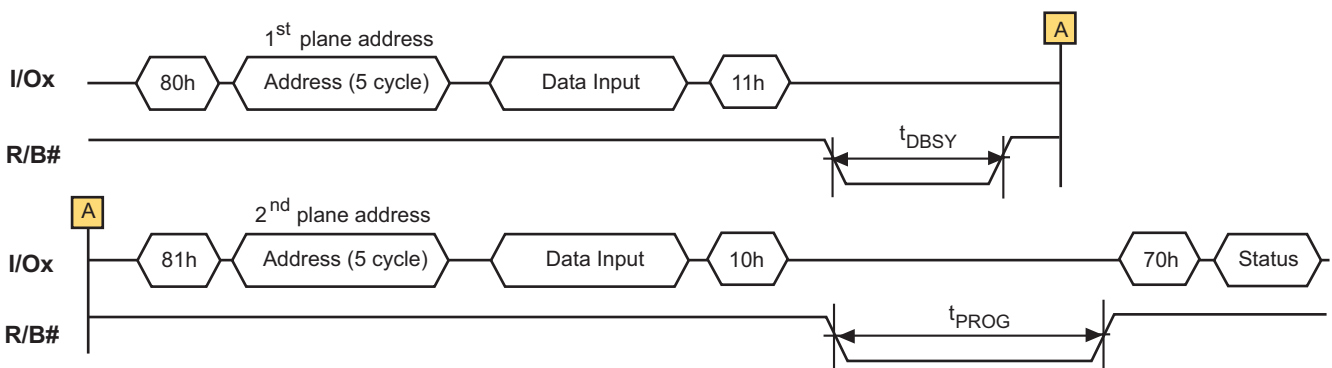 1st plane address
A
I/Ox 80h Address (5 cycle) Data Input 11h
R/B# tDBSY
A
2nd plane address
I/Ox 81h Address (5 cycle) Data Input 10h 70h Status
R/B# tPROG